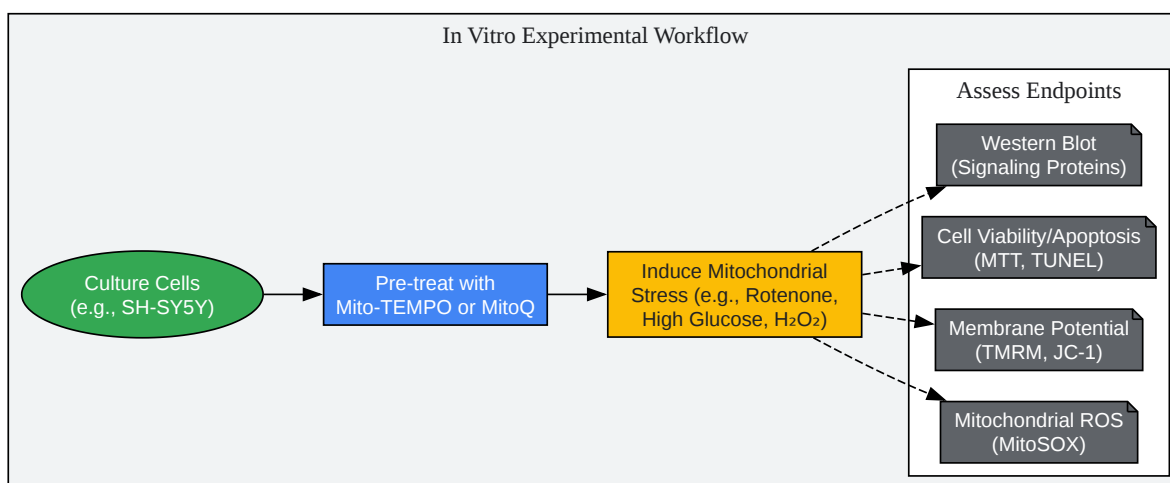 In Vitro Experimental Workflow
Assess Endpoints
Culture Cells
(e.g., SH-SY5Y)
Pre-treat with
Mito-TEMPO or MitoQ
Induce Mitochondrial
Stress (e.g., Rotenone,
High Glucose, H₂O₂)
Western Blot
(Signaling Proteins)
Cell Viability/Apoptosis
(MTT, TUNEL)
Membrane Potential
(TMRM, JC-1)
Mitochondrial ROS
(MitoSOX)